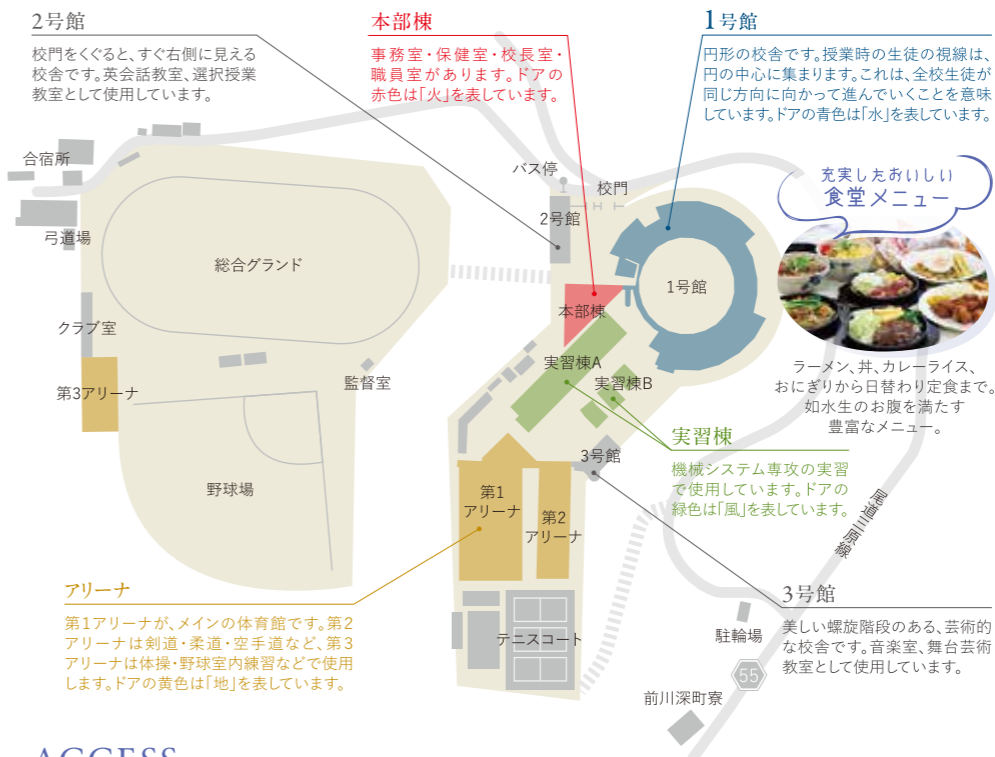 2号館
校門をくぐると、すぐ右側に見える
校舎です。英会話教室、選択授業
教室として使用しています。
本部棟
事務室・保健室・校長室・
職員室があります。ドアの
赤色は「火」を表しています。
1号館
円形の校舎です。授業時の生徒の視線は、
円の中心に集まります。これは、全校生徒が
同じ方向に向かって進んでいくことを意味
しています。ドアの青色は「水」を表しています。
合宿所
弓道場
総合グランド
クラブ室
第3アリーナ
監督室
野球場
バス停
校門
2号館
1号館
本部棟
実習棟A
実習棟B
3号館
第1
アリーナ
第2
アリーナ
テニスコート
充実したおいしい
食堂メニュー
ラーメン、丼、カレーライス、
おにぎりから日替わり定食まで。
如水生のお腹を満たす
豊富なメニュー。
実習棟
機械システム専攻の実習
で使用しています。ドアの
緑色は「風」を表しています。
尾道三原線
アリーナ
第1アリーナが、メインの体育館です。第2
アリーナは剣道・柔道・空手道など、第3
アリーナは体操・野球室内練習などで使用
します。ドアの黄色は「地」を表しています。
3号館
美しい螺旋階段のある、芸術的
な校舎です。音楽室、舞台芸術
教室として使用しています。
駐輪場
55
前川深町寮
ACCESS